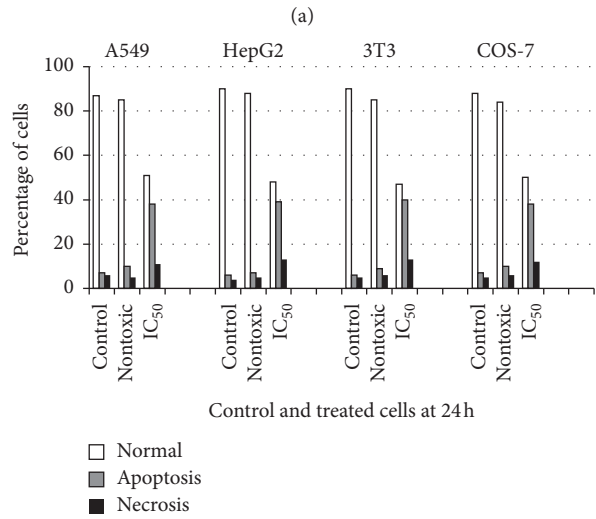 (a)
A549 HepG2 3T3 COS-7
100
80
60
40
20
0
Percentage of cells
Control Nontoxic IC50 Control Nontoxic IC50 Control Nontoxic IC50 Control Nontoxic IC50
Control and treated cells at 24 h
Normal
Apoptosis
Necrosis